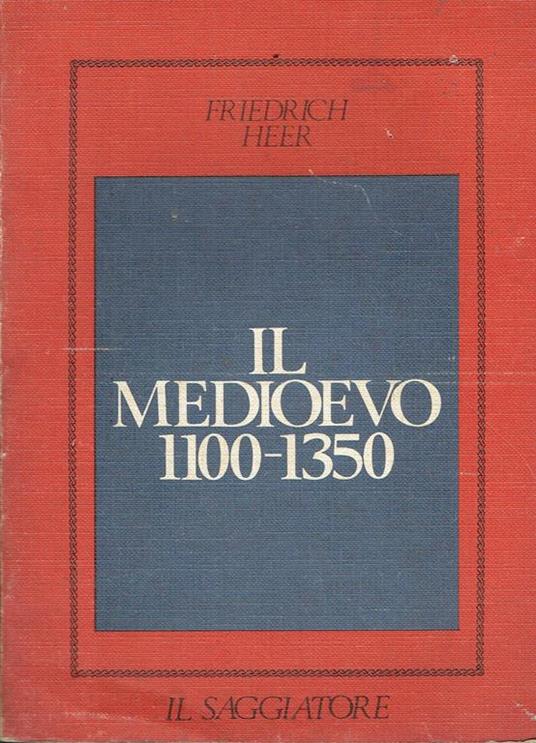 FRIEDRICH
HEER
IL
MEDIOEVO
1100-1350
IL SAGGIATORE